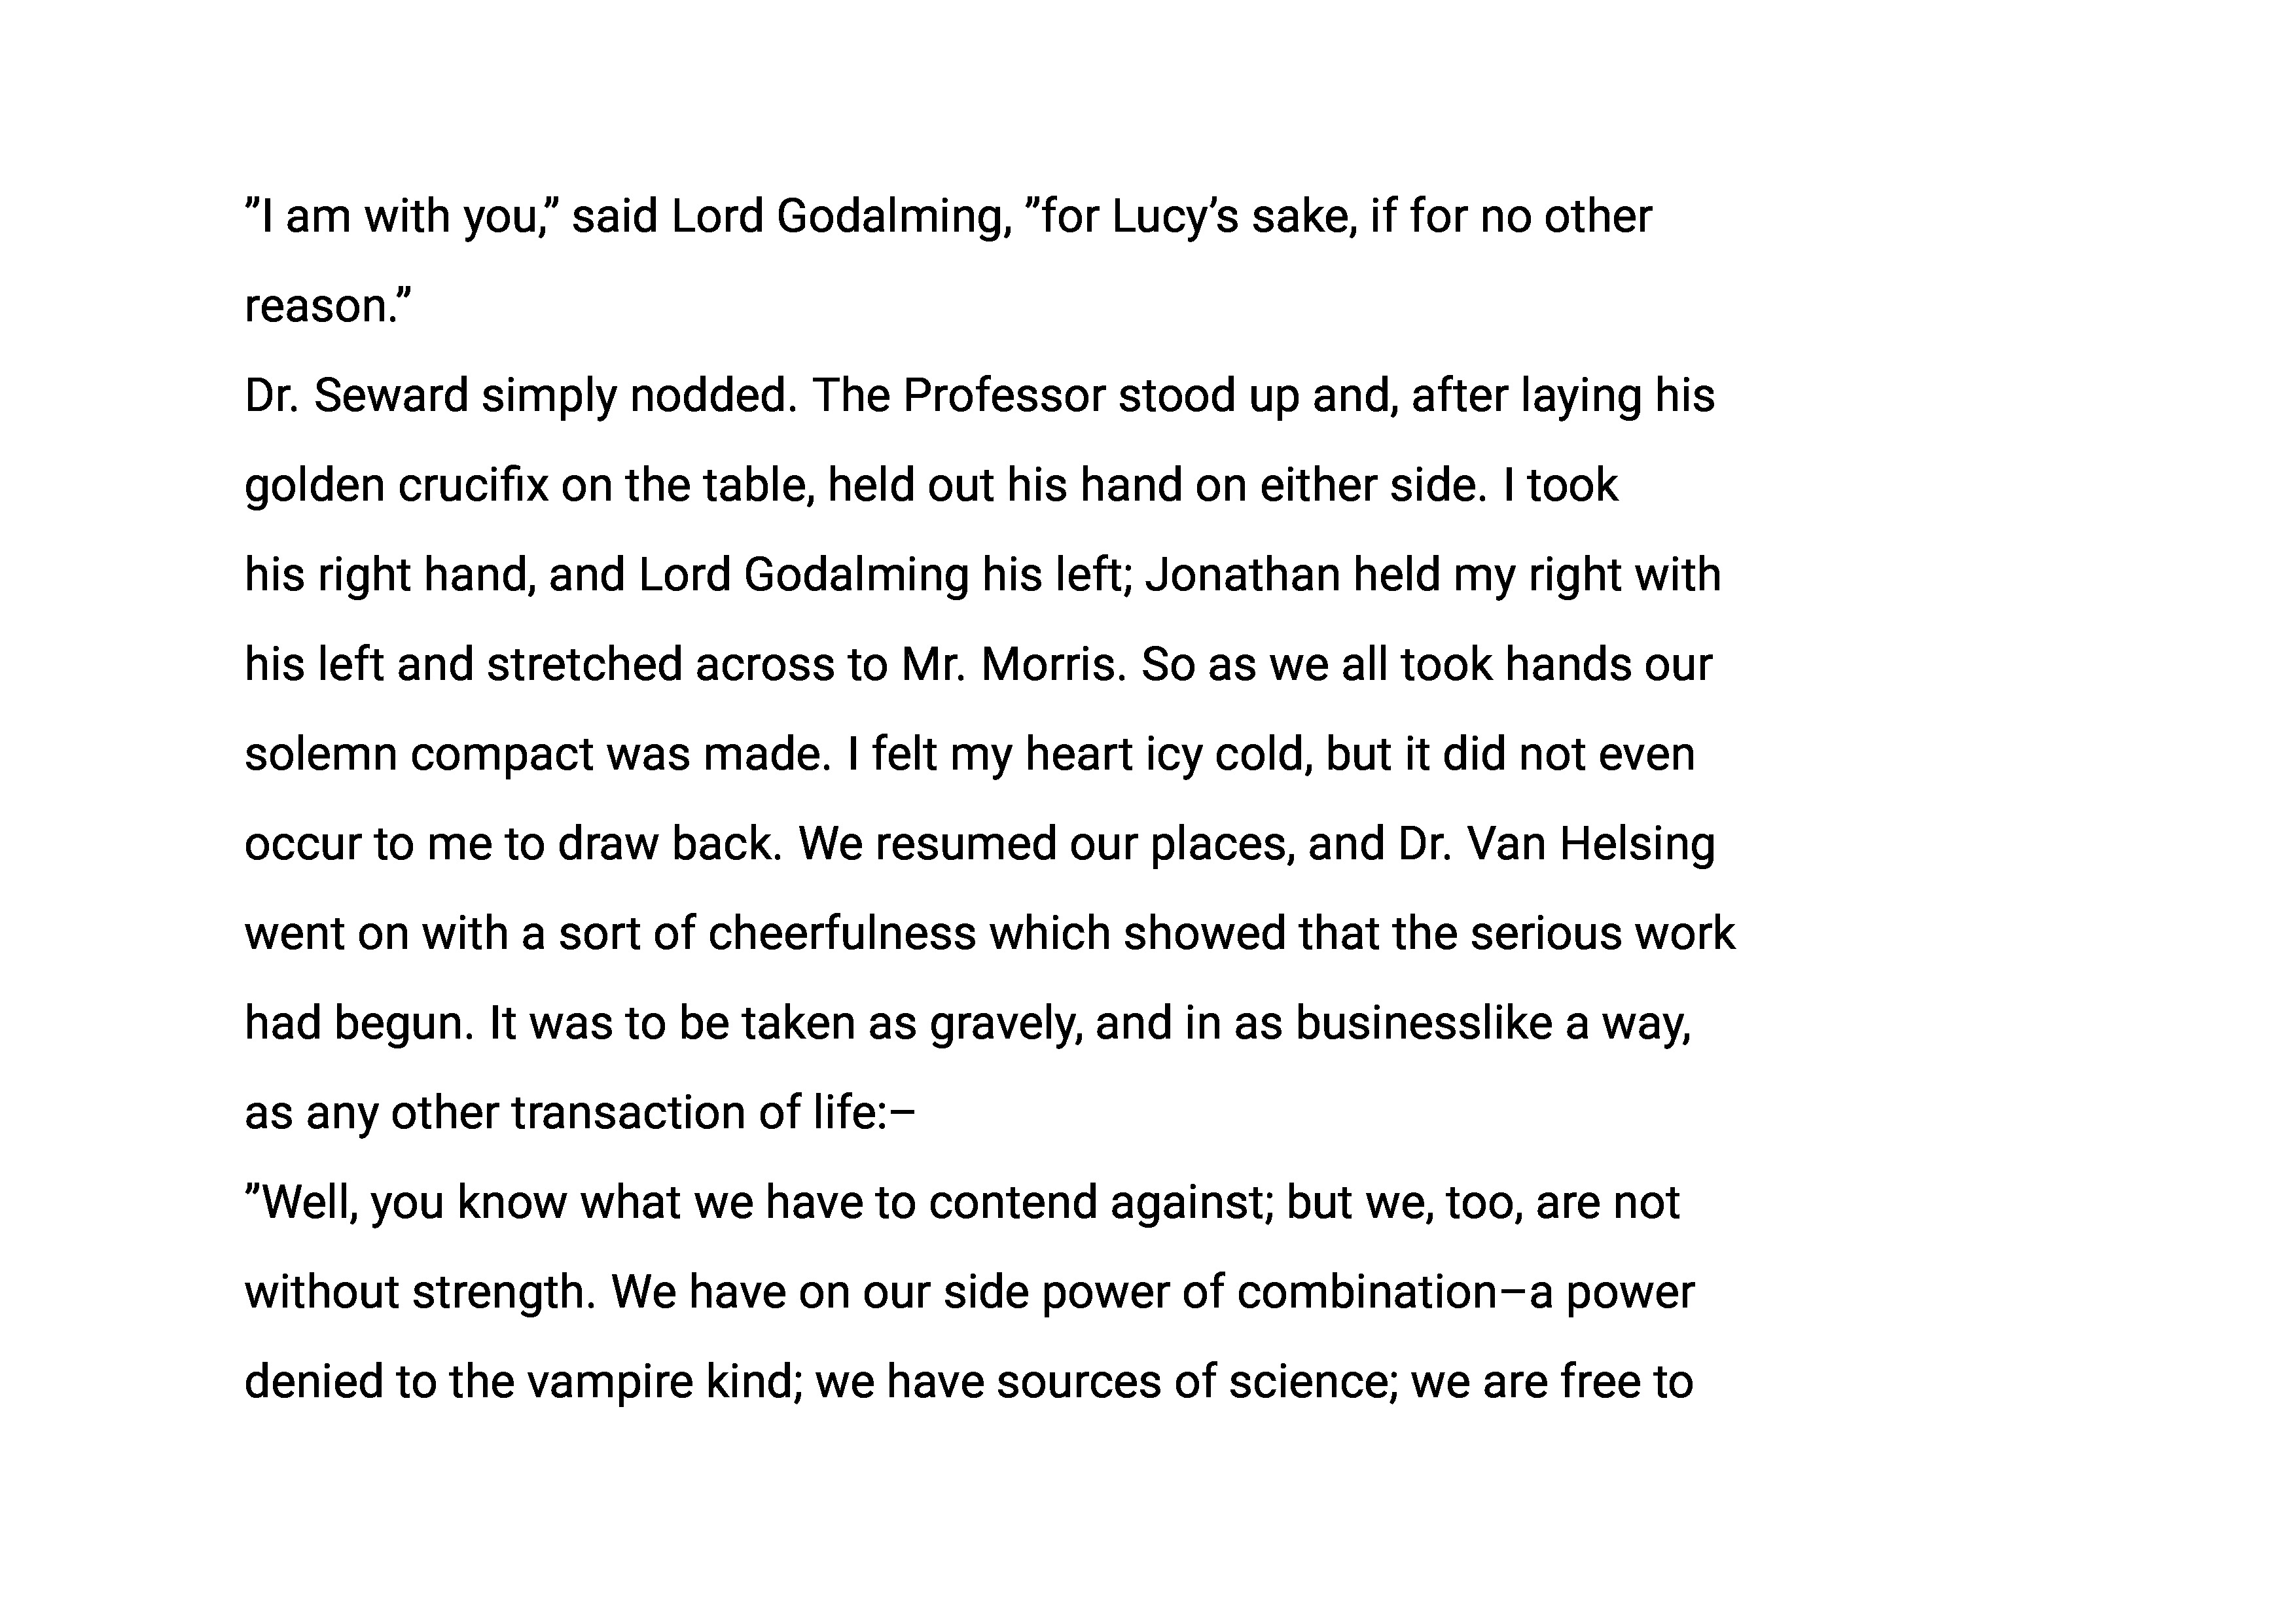 ”I am with you,” said Lord Godalming, ”for Lucy’s sake, if for no other
reason.”
Dr. Seward simply nodded. The Professor stood up and, after laying his
golden crucifix on the table, held out his hand on either side. I took
his right hand, and Lord Godalming his left; Jonathan held my right with
his left and stretched across to Mr. Morris. So as we all took hands our
solemn compact was made. I felt my heart icy cold, but it did not even
occur to me to draw back. We resumed our places, and Dr. Van Helsing
went on with a sort of cheerfulness which showed that the serious work
had begun. It was to be taken as gravely, and in as businesslike a way,
as any other transaction of life:–
”Well, you know what we have to contend against; but we, too, are not
without strength. We have on our side power of combination–a power
denied to the vampire kind; we have sources of science; we are free to